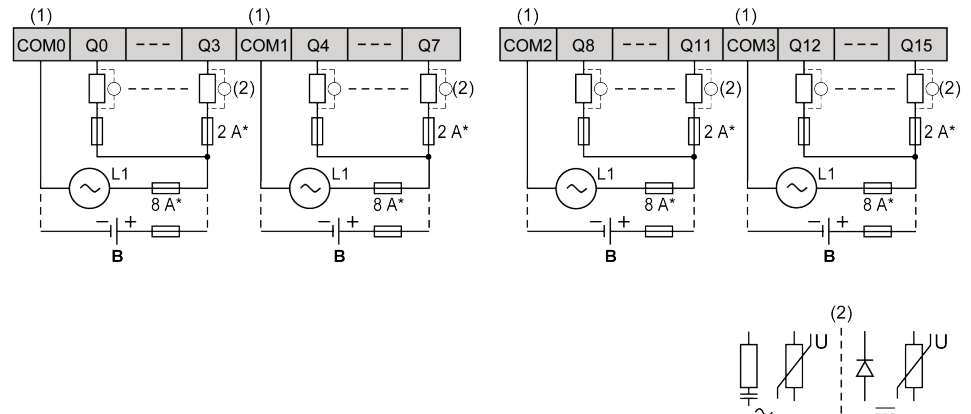 (1) (1) (1) (1)
COM0 Q0 --- Q3 COM1 Q4 --- Q7 COM2 Q8 --- Q11 COM3 Q12 --- Q15
(2) (2) (2) (2)
2 A* 2 A* 2 A* 2 A*
L1 L1 L1 L1
8 A* 8 A* 8 A* 8 A*
− + − + − + − +
B B B B
(2)
U U